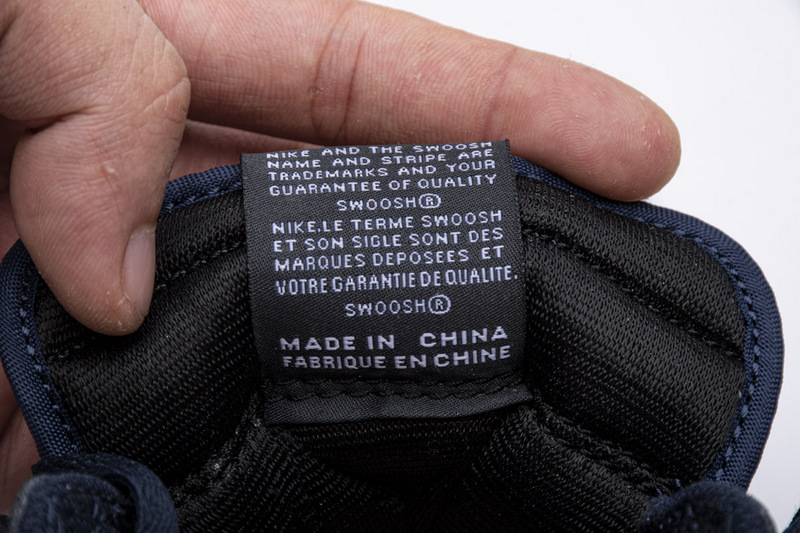 NIKE AND THE SWOOSH
NAME AND STRIPE ARE
TRADEMARKS AND YOUR
GUARANTEE OF QUALITY
SWOOSH®
NIKE.LE TERME SWOOSH
ET SON SIGLE SONT DES
MARQUES DEPOSEES ET
VOTRE GARANTIE DE QUALITE.
SWOOSH®
MADE IN CHINA
FABRIQUE EN CHINE